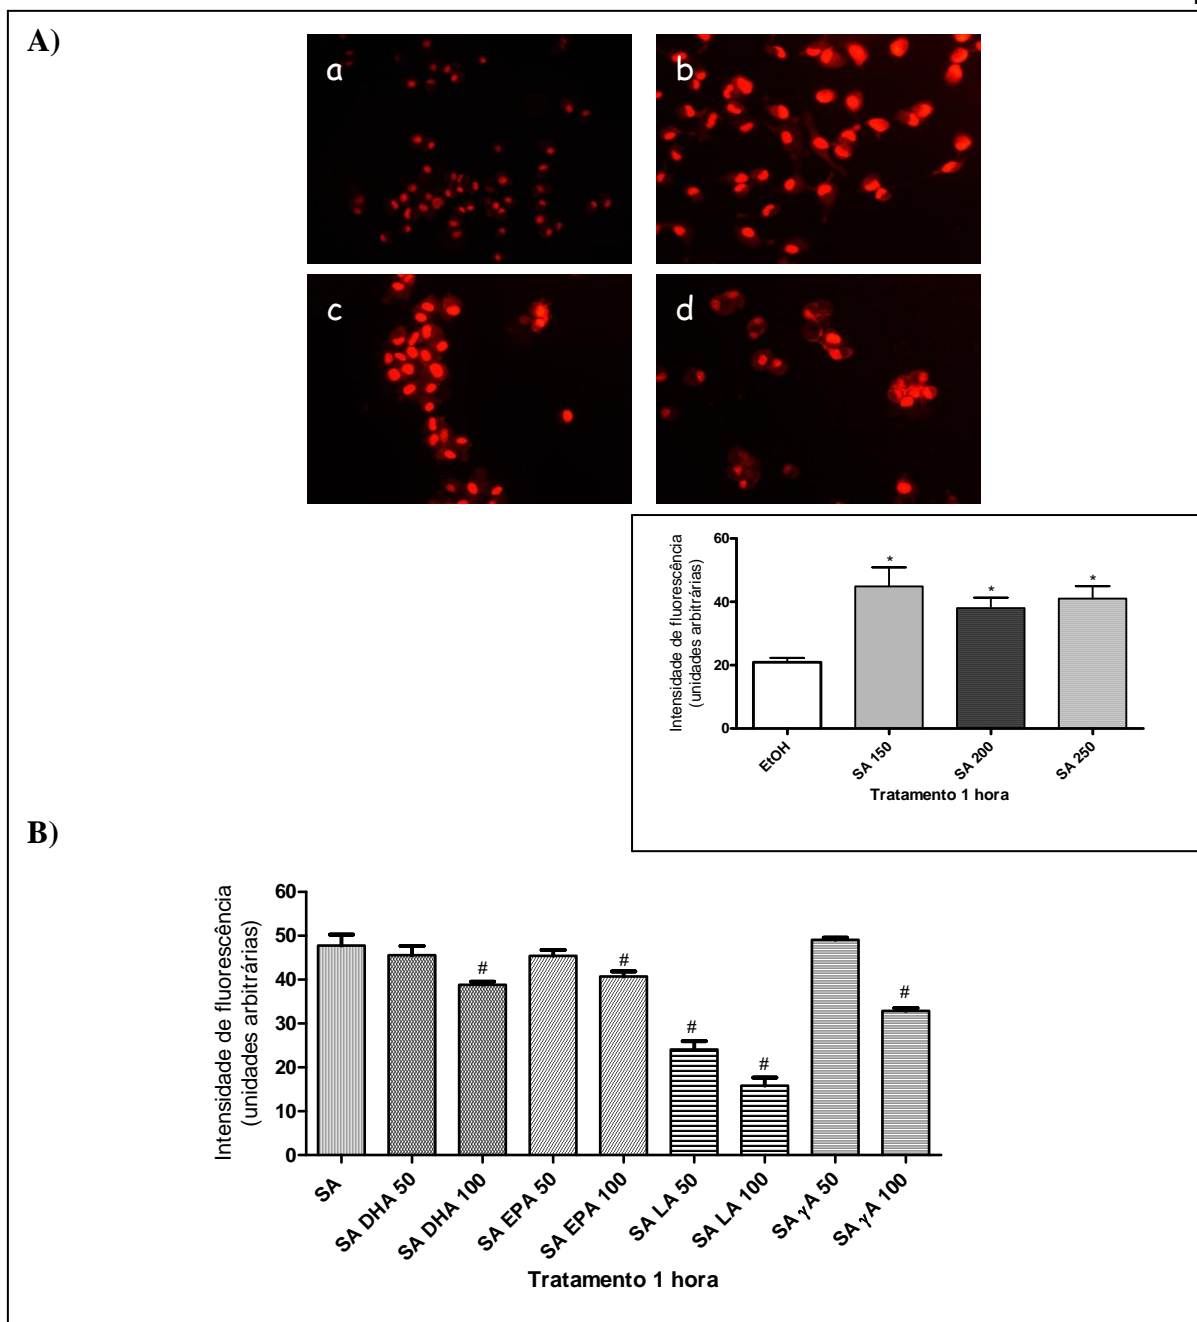 A)
a
b
c
d
Intensidade de fluorescência
(unidades arbitrárias)
60
40
20
0
*
*
*
EtOH
SA 150
SA 200
SA 250
Tratamento 1 hora
B)
Intensidade de fluorescência
(unidades arbitrárias)
60
50
40
30
20
10
0
#
#
#
#
#
SA
SA DHA 50
SA DHA 100
SA EPA 50
SA EPA 100
SA LA 50
SA LA 100
SA γA 50
SA γA 100
Tratamento 1 hora